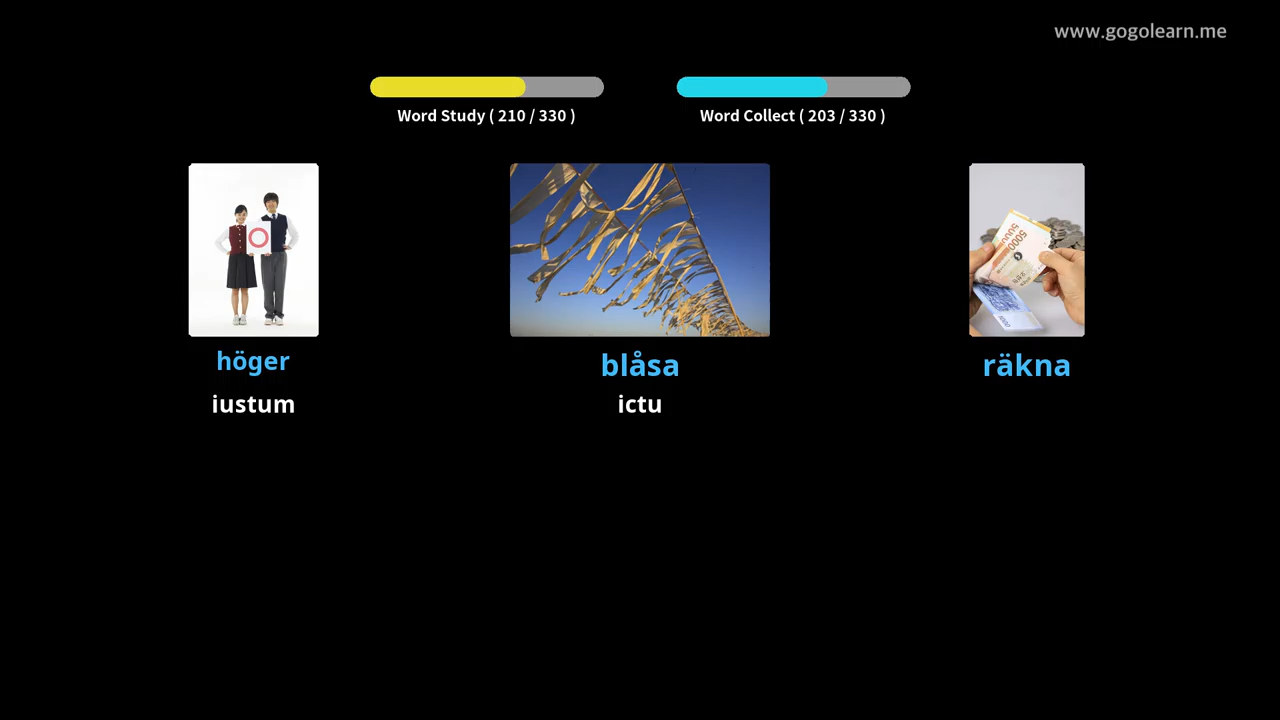 www.gogolearn.me
Word Study ( 210 / 330 )
Word Collect ( 203 / 330 )
höger
blåsa
räkna
iustum
ictu